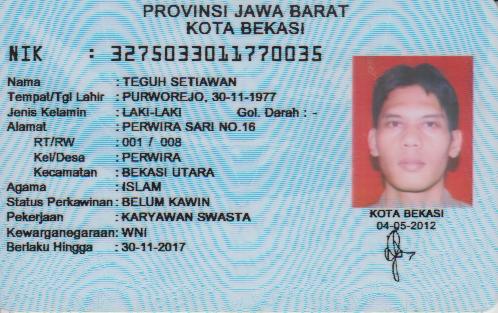 PROVINSI JAWA BARAT
KOTA BEKASI
NIK : 3275033011770035
Nama : TEGUH SETIAWAN
Tempat/Tgl Lahir : PURWOREJO, 30-11-1977
Jenis Kelamin : LAKI-LAKI Gol. Darah : -
Alamat : PERWIRA SARI NO.16
RT/RW : 001 / 008
Kel/Desa : PERWIRA
Kecamatan : BEKASI UTARA
Agama : ISLAM
Status Perkawinan : BELUM KAWIN
Pekerjaan : KARYAWAN SWASTA
Kewarganegaraan : WNI
Berlaku Hingga : 30-11-2017
KOTA BEKASI
04-05-2012